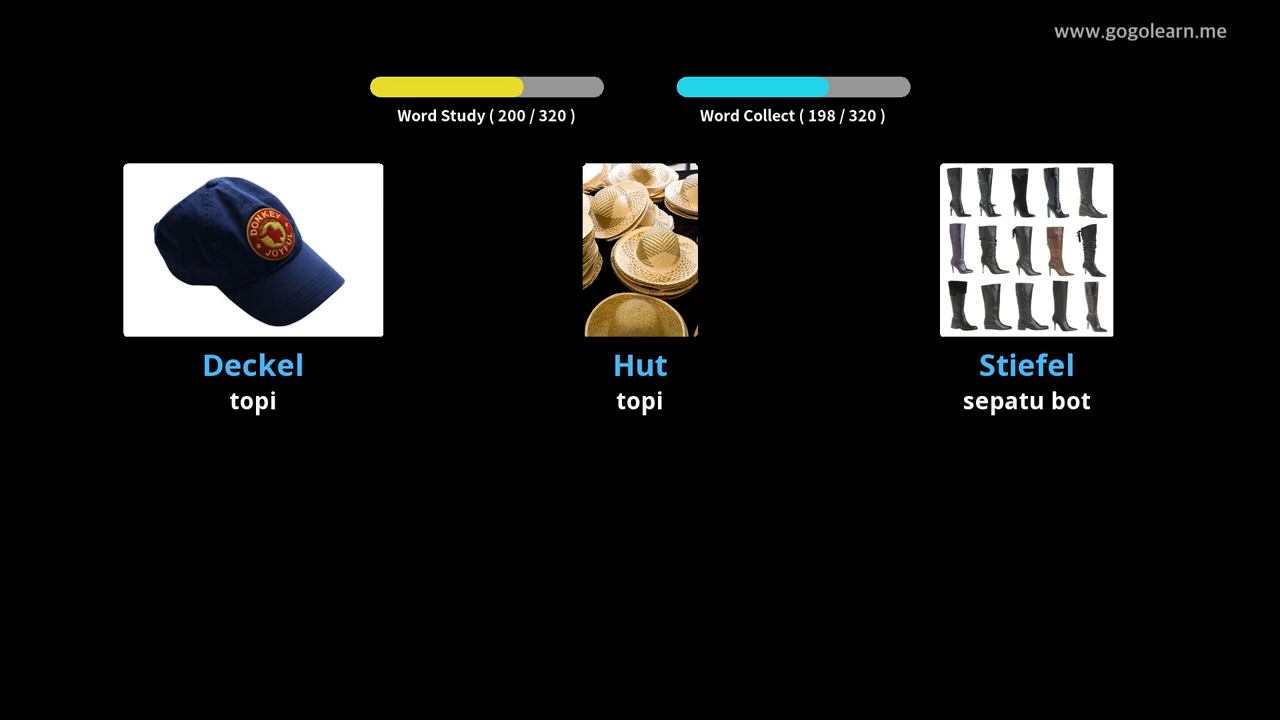 www.gogolearn.me
Word Study ( 200 / 320 )
Word Collect ( 198 / 320 )
DONKEY
JOYFUL
Deckel
topi
Hut
topi
Stiefel
sepatu bot